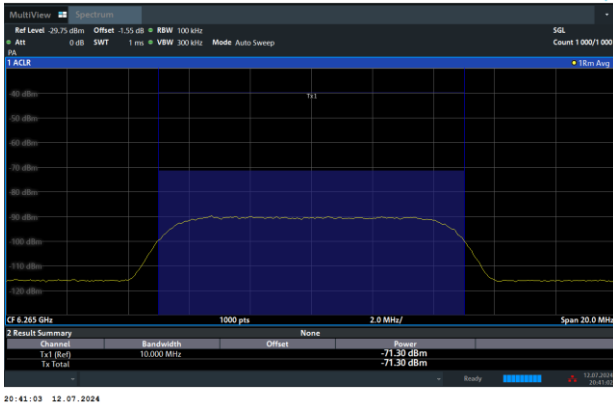 MultiView Spectrum
Ref Level -29.75 dBm Offset -1.55 dB RBW 100 kHz SGL
Att 0 dB SWT 1 ms VBW 300 kHz Mode Auto Sweep Count 1000/1000
PA
1 ACLR 1Rm Avg
-40 dBm
Tx1
-50 dBm
-60 dBm
-70 dBm
-80 dBm
-90 dBm
-100 dBm
-110 dBm
-120 dBm
CF 6.265 GHz 1000 pts 2.0 MHz/ Span 20.0 MHz
2 Result Summary None
Channel Bandwidth Offset Power
Tx1 (Ref) 10.000 MHz -71.30 dBm
Tx Total -71.30 dBm
Ready 12.07.2024
20:41:02
20:41:03 12.07.2024